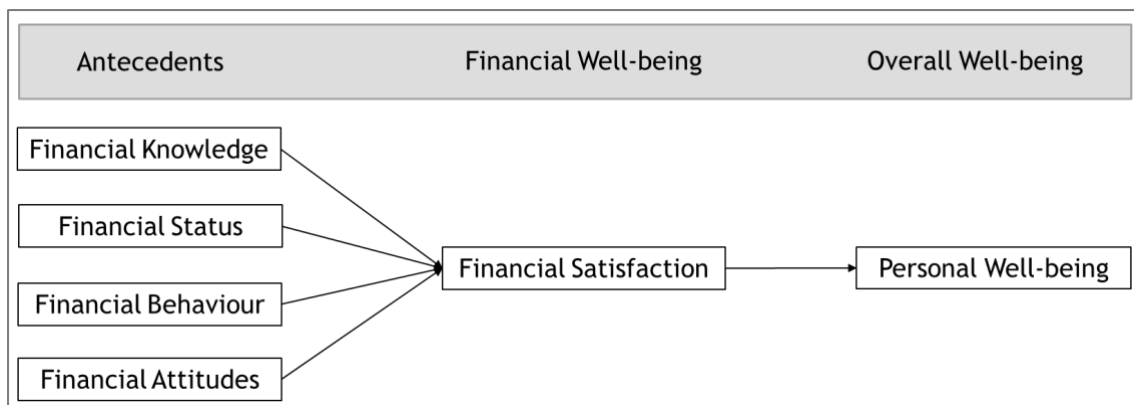 Antecedents
Financial Well-being
Overall Well-being
Financial Knowledge
Financial Status
Financial Behaviour
Financial Attitudes
Financial Satisfaction
Personal Well-being